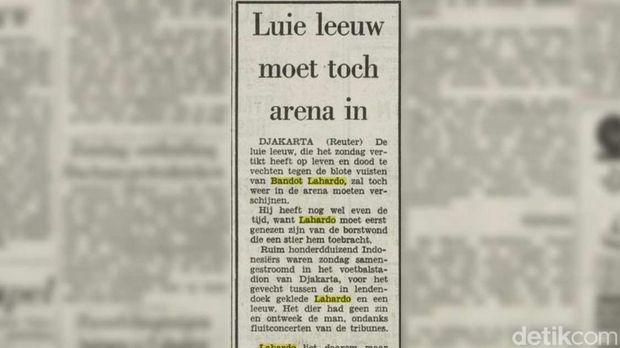 Luie leeuw
moet toch
arena in
DJAKARTA (Reuter) De
luie leeuw, die het zondag ver-
tikt heeft op leven en dood te
vechten tegen de blote vuisten
van Bandot Lahardo, zal toch
weer in de arena moeten ver-
schijnen.
Hij heeft nog wel even de
tijd, want Lahardo moet eerst
genezen zijn van de borstwond
die een stier hem toebracht.
Ruim honderdduizend Indo-
nesiërs waren zondag samen-
gestroomd in het voetbalsta-
dion van Djakarta, voor het
gevecht tussen de in lenden-
doek geklede Lahardo en een
leeuw. Het dier had geen zin
en ontweek de man, ondanks
fluitconcerten van de tribunes.
Lahardo liet daarom maar
detikcom